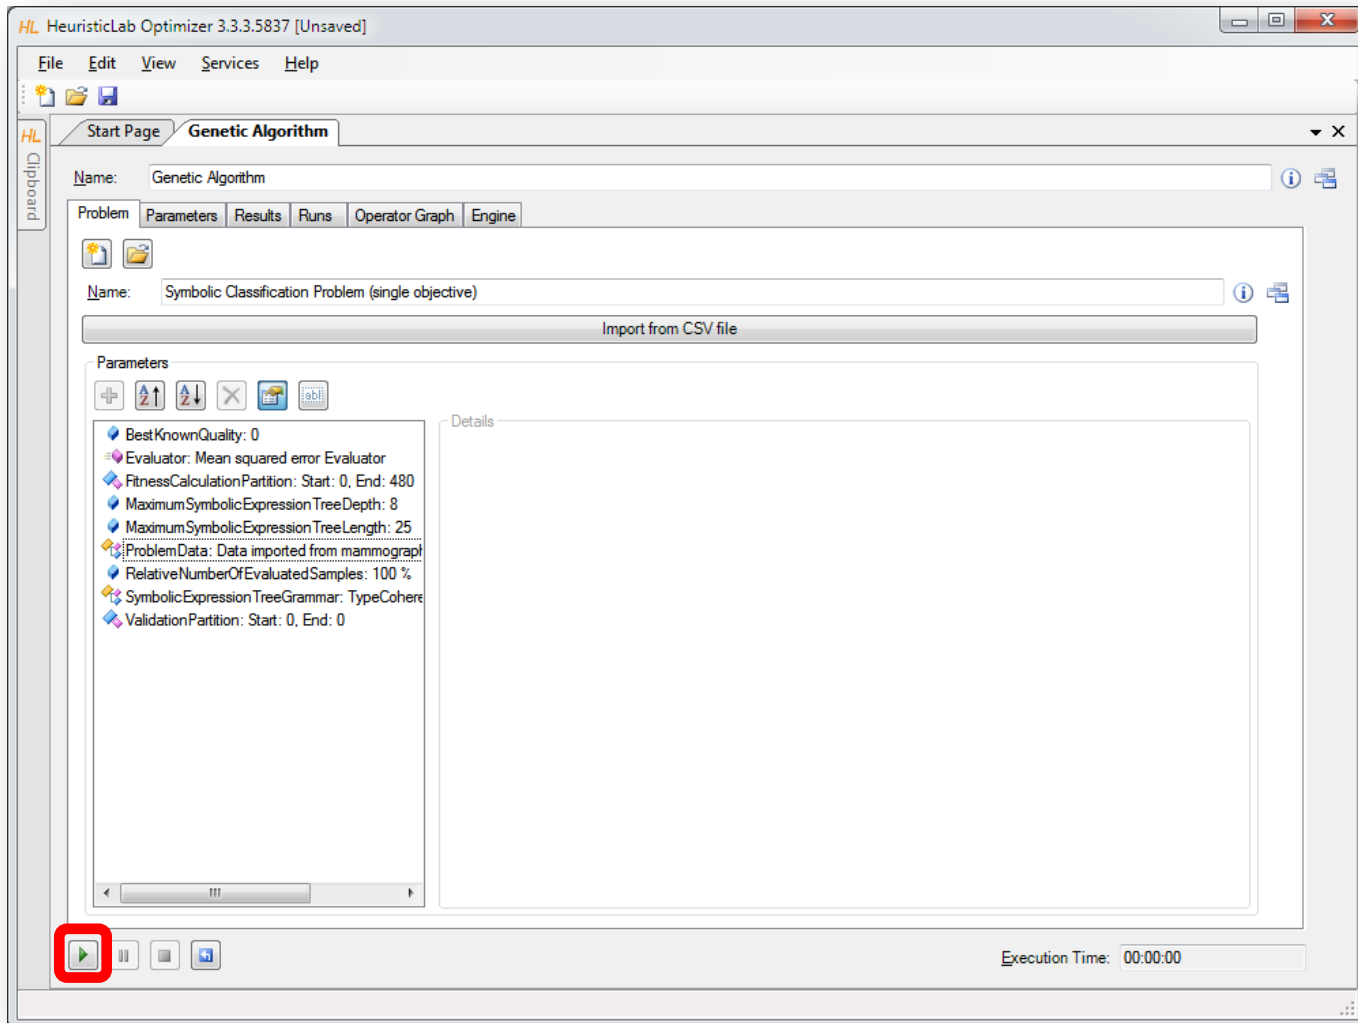 HL HeuristicLab Optimizer 3.3.3.5837 [Unsaved]
File Edit View Services Help
HL Clipboard
Start Page Genetic Algorithm
Name: Genetic Algorithm
Problem Parameters Results Runs Operator Graph Engine
Name: Symbolic Classification Problem (single objective)
Import from CSV file
Parameters
Details
BestKnownQuality: 0
Evaluator: Mean squared error Evaluator
FitnessCalculationPartition: Start: 0, End: 480
MaximumSymbolicExpressionTreeDepth: 8
MaximumSymbolicExpressionTreeLength: 25
ProblemData: Data imported from mammograph
RelativeNumberOfEvaluatedSamples: 100 %
SymbolicExpressionTreeGrammar: TypeCohere
ValidationPartition: Start: 0, End: 0
Execution Time: 00:00:00